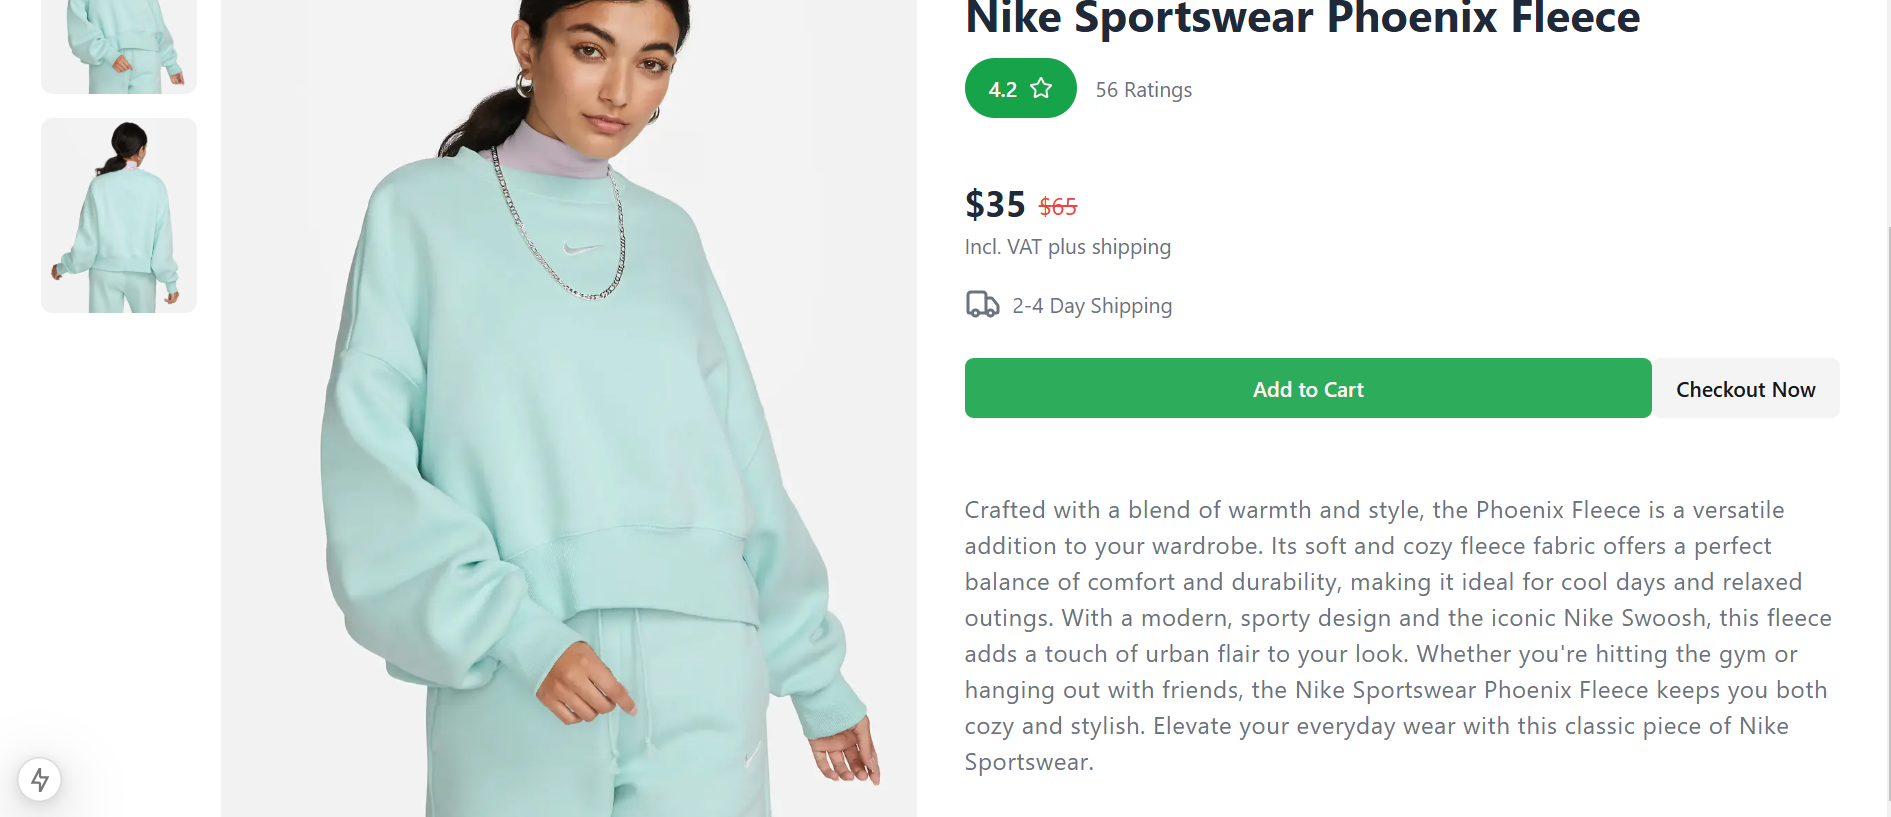 Nike Sportswear Phoenix Fleece
4.2
56 Ratings
$35 $65
Incl. VAT plus shipping
2-4 Day Shipping
Add to Cart
Checkout Now
Crafted with a blend of warmth and style, the Phoenix Fleece is a versatile
addition to your wardrobe. Its soft and cozy fleece fabric offers a perfect
balance of comfort and durability, making it ideal for cool days and relaxed
outings. With a modern, sporty design and the iconic Nike Swoosh, this fleece
adds a touch of urban flair to your look. Whether you're hitting the gym or
hanging out with friends, the Nike Sportswear Phoenix Fleece keeps you both
cozy and stylish. Elevate your everyday wear with this classic piece of Nike
Sportswear.